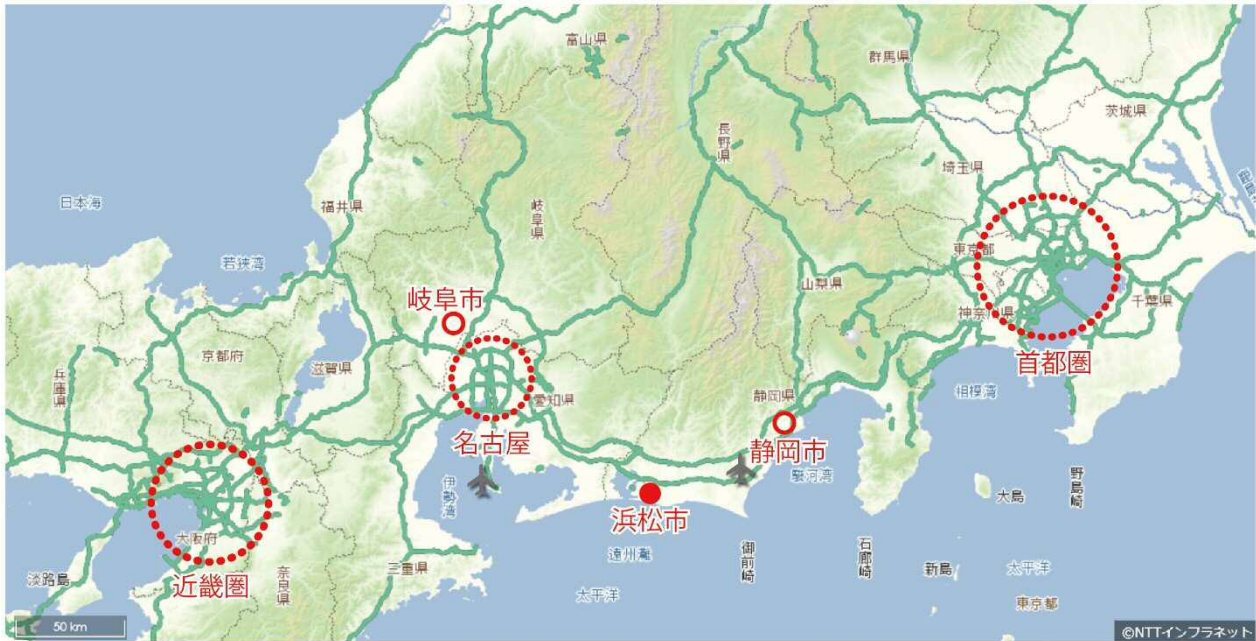 富山県
群馬県
茨城県
長野県
埼玉県
日本海
福井県
岐阜県
若狭湾
東京都
山梨県
千葉県
神奈川県
岐阜市
首都圏
京都府
滋賀県
兵庫県
愛知県
静岡県
相模湾
名古屋
静岡市
駿河湾
伊勢湾
大島
野島崎
浜松市
大阪府
遠州灘
御前崎
石廊崎
新島
太平洋
淡路島
近畿圏
奈良県
三重県
太平洋
東京都
50 km
©NTTインフラネット